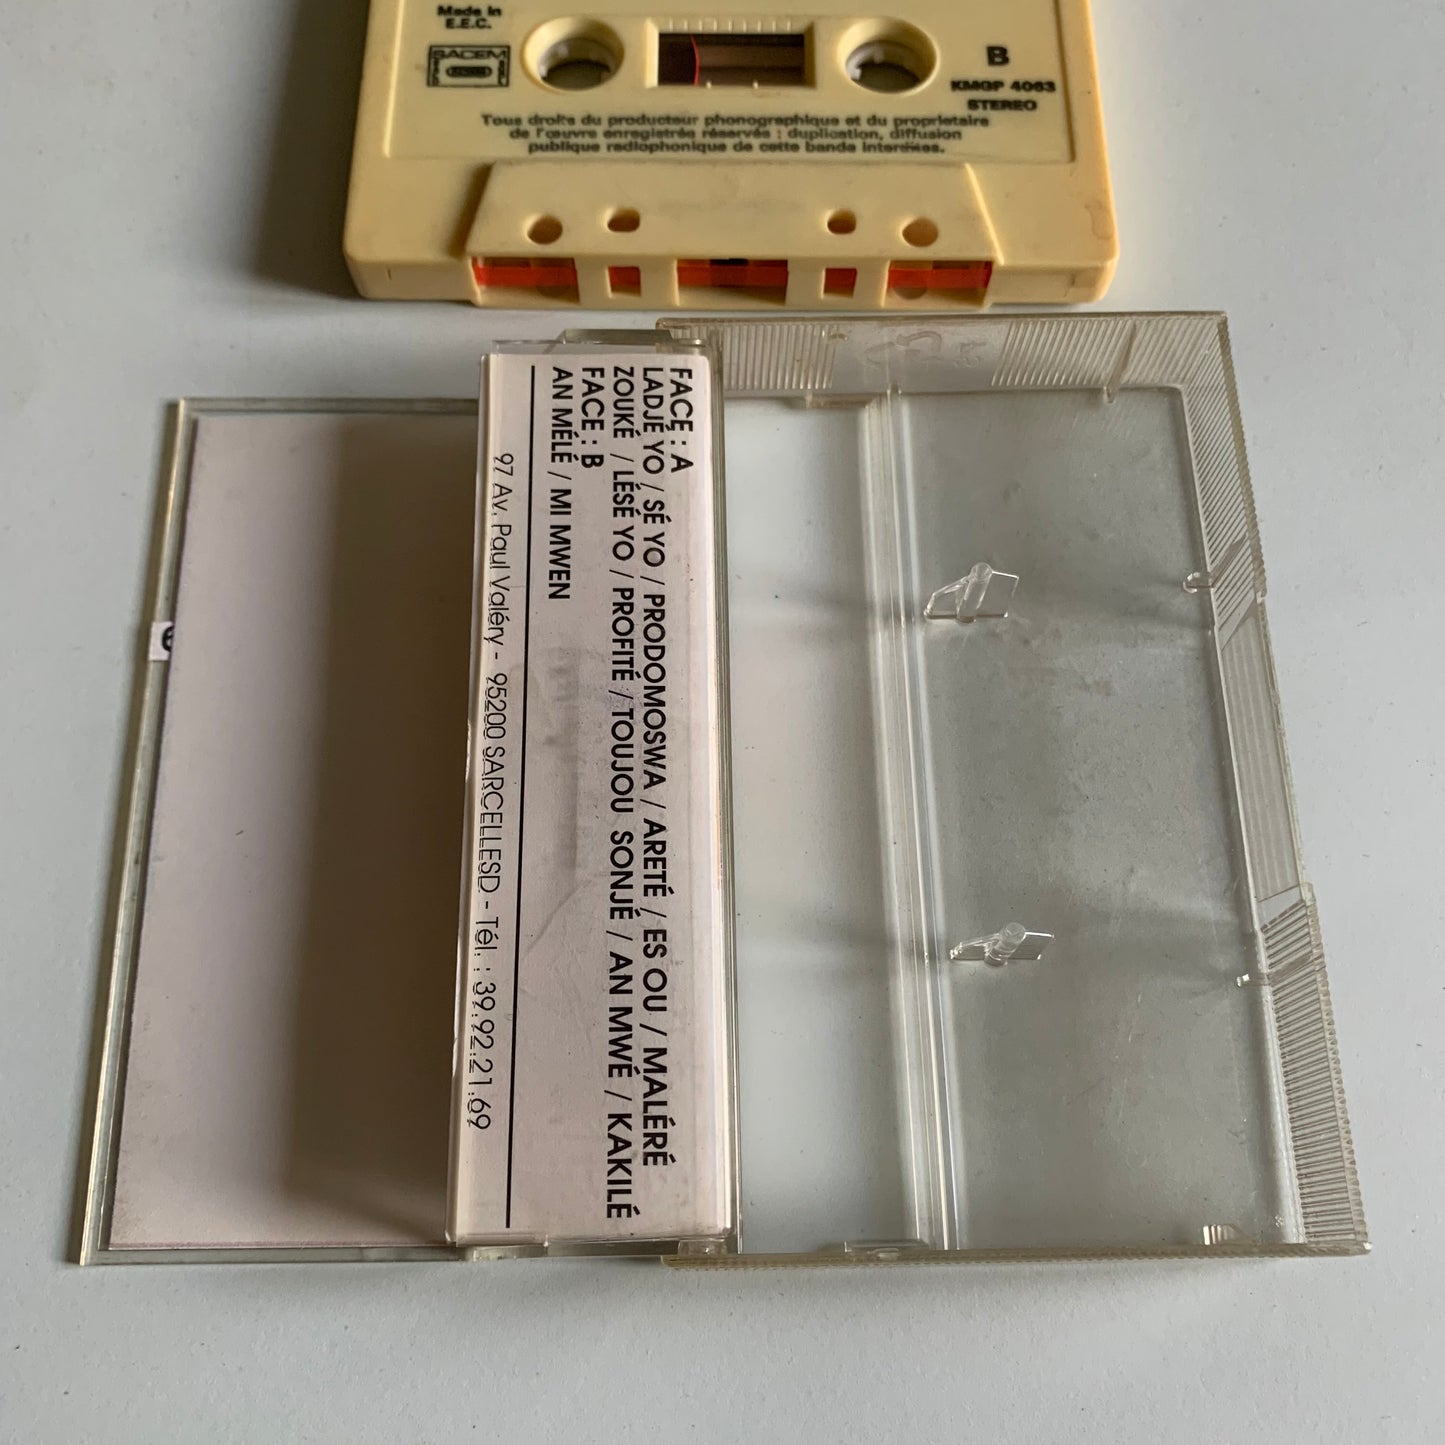 Made in
E.E.C.
SACEM
B
KMGP 4063
STEREO
Tous droits du producteur phonographique et du proprietaire
de l'œuvre enregistrée réservés : duplication, diffusion
publique radiophonique de cette bande interdites.
FACE : A
LADJÉ YO / SÉ YO / PRODOMOSWA / ARETÉ / ES OU / MALÉRÉ
ZOUKÉ / LÉSÉ YO / PROFITÉ / TOUJOU SONJÉ / AN MWÉ / KAKILÉ
FACE : B
AN MÉLÉ / MI MWEN
97 Av. Paul Valéry - 95200 SARCELLESD - Tél. : 39.92.21.69